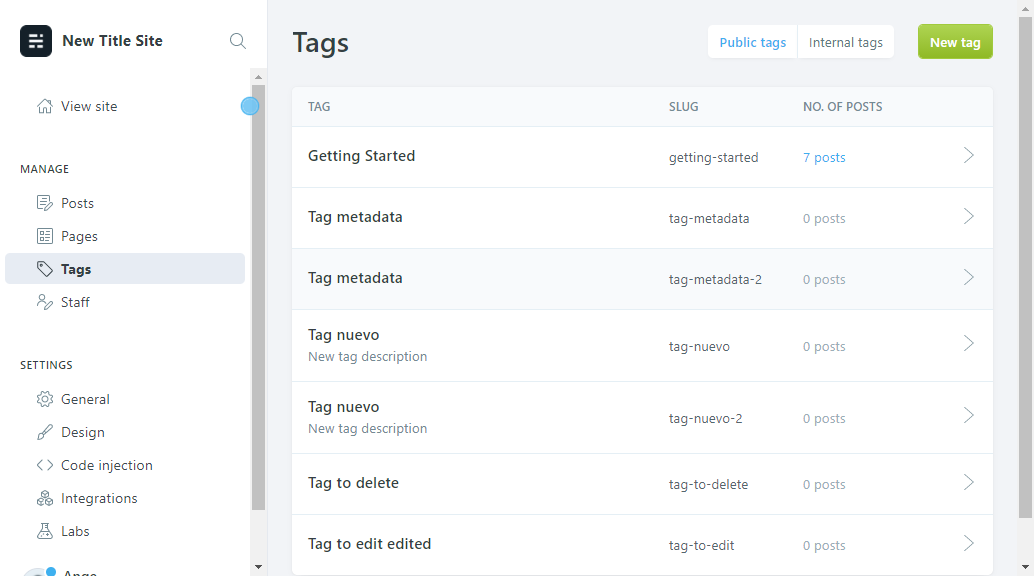 New Title Site
View site
MANAGE
Posts
Pages
Tags
Staff
SETTINGS
General
Design
Code injection
Integrations
Labs
Ange
Tags
Public tags
Internal tags
New tag
TAG SLUG NO. OF POSTS
Getting Started getting-started 7 posts
Tag metadata tag-metadata 0 posts
Tag metadata tag-metadata-2 0 posts
Tag nuevo tag-nuevo 0 posts
New tag description
Tag nuevo tag-nuevo-2 0 posts
New tag description
Tag to delete tag-to-delete 0 posts
Tag to edit edited tag-to-edit 0 posts